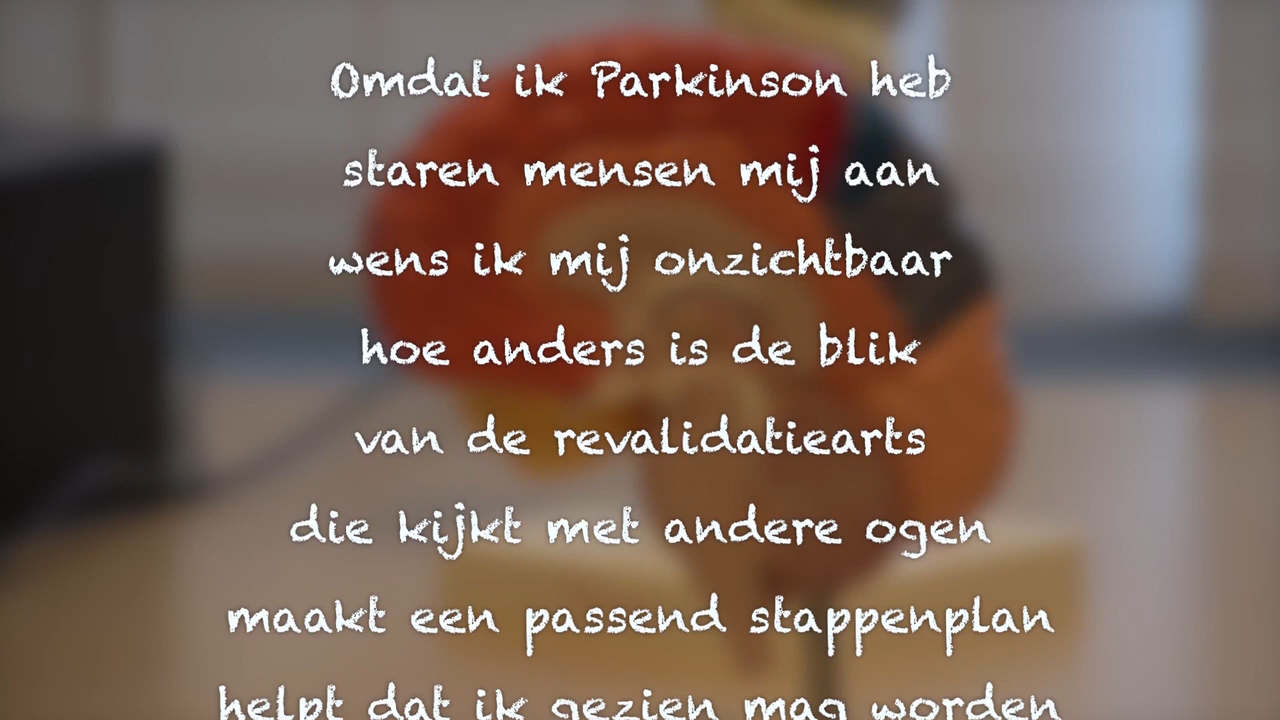 Omdat ik Parkinson heb
staren mensen mij aan
wens ik mij onzichtbaar
hoe anders is de blik
van de revalidatiearts
die kijkt met andere ogen
maakt een passend stappenplan
helpt dat ik gezien mag worden